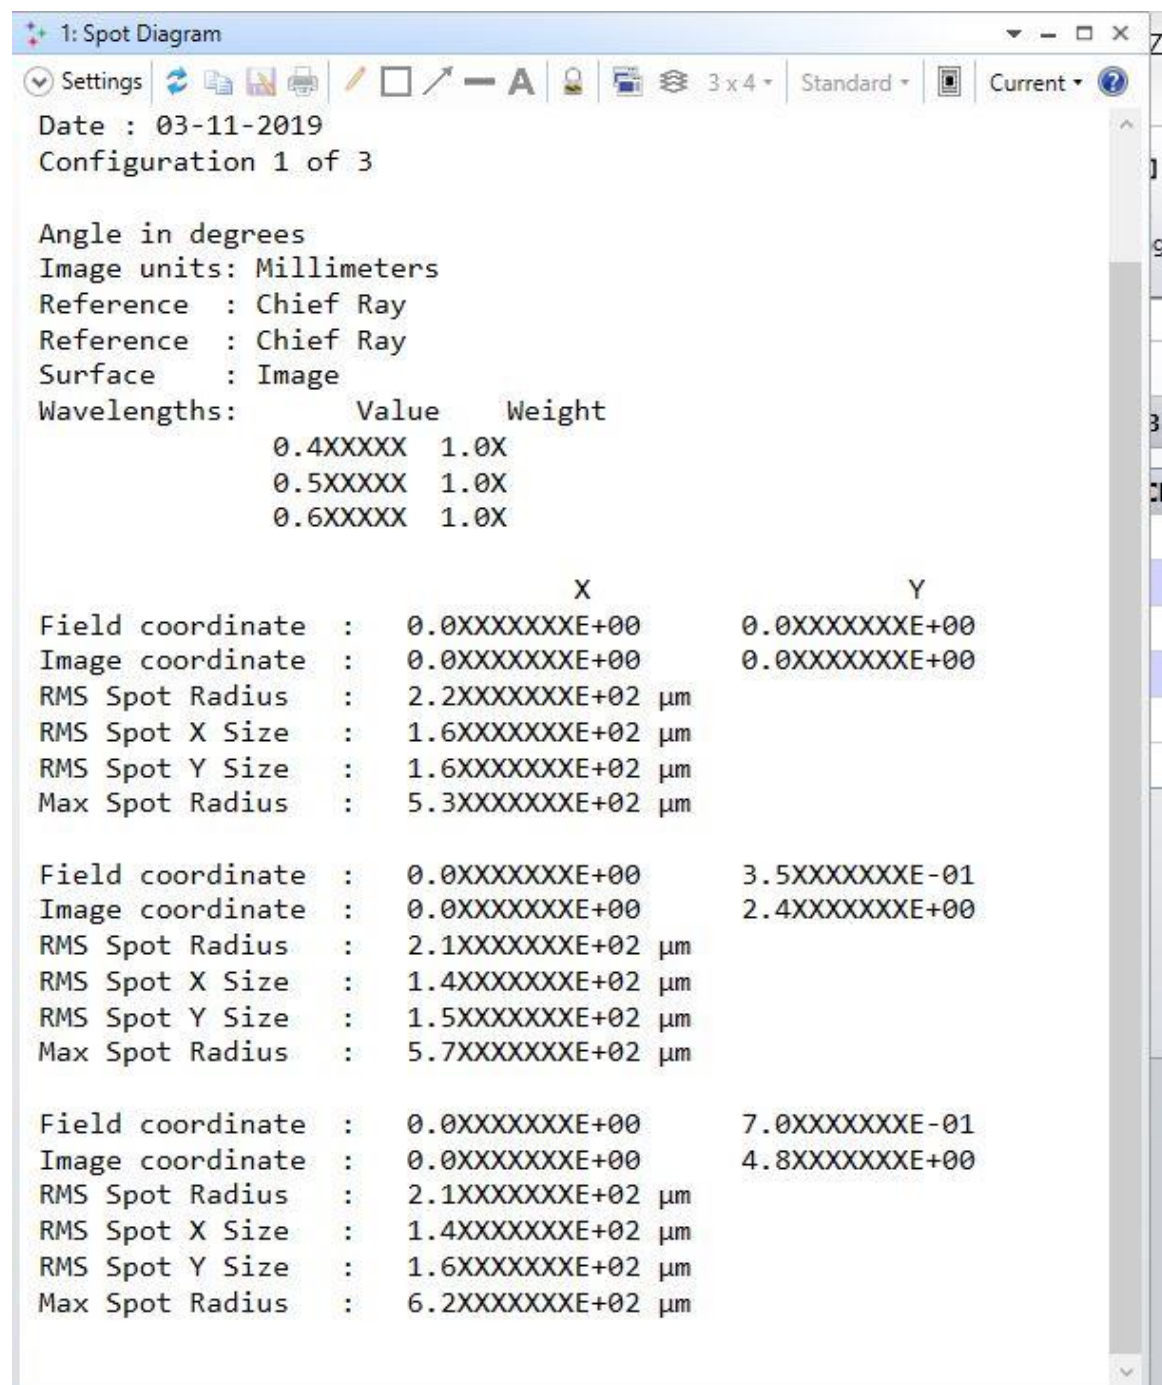 1: Spot Diagram
Settings 3 x 4 Standard Current
Date : 03-11-2019
Configuration 1 of 3
Angle in degrees
Image units: Millimeters
Reference : Chief Ray
Reference : Chief Ray
Surface : Image
Wavelengths: Value Weight
0.4XXXXX 1.0X
0.5XXXXX 1.0X
0.6XXXXX 1.0X
X Y
Field coordinate : 0.0XXXXXXXE+00 0.0XXXXXXXE+00
Image coordinate : 0.0XXXXXXXE+00 0.0XXXXXXXE+00
RMS Spot Radius : 2.2XXXXXXXE+02 µm
RMS Spot X Size : 1.6XXXXXXXE+02 µm
RMS Spot Y Size : 1.6XXXXXXXE+02 µm
Max Spot Radius : 5.3XXXXXXXE+02 µm
Field coordinate : 0.0XXXXXXXE+00 3.5XXXXXXXE-01
Image coordinate : 0.0XXXXXXXE+00 2.4XXXXXXXE+00
RMS Spot Radius : 2.1XXXXXXXE+02 µm
RMS Spot X Size : 1.4XXXXXXXE+02 µm
RMS Spot Y Size : 1.5XXXXXXXE+02 µm
Max Spot Radius : 5.7XXXXXXXE+02 µm
Field coordinate : 0.0XXXXXXXE+00 7.0XXXXXXXE-01
Image coordinate : 0.0XXXXXXXE+00 4.8XXXXXXXE+00
RMS Spot Radius : 2.1XXXXXXXE+02 µm
RMS Spot X Size : 1.4XXXXXXXE+02 µm
RMS Spot Y Size : 1.6XXXXXXXE+02 µm
Max Spot Radius : 6.2XXXXXXXE+02 µm